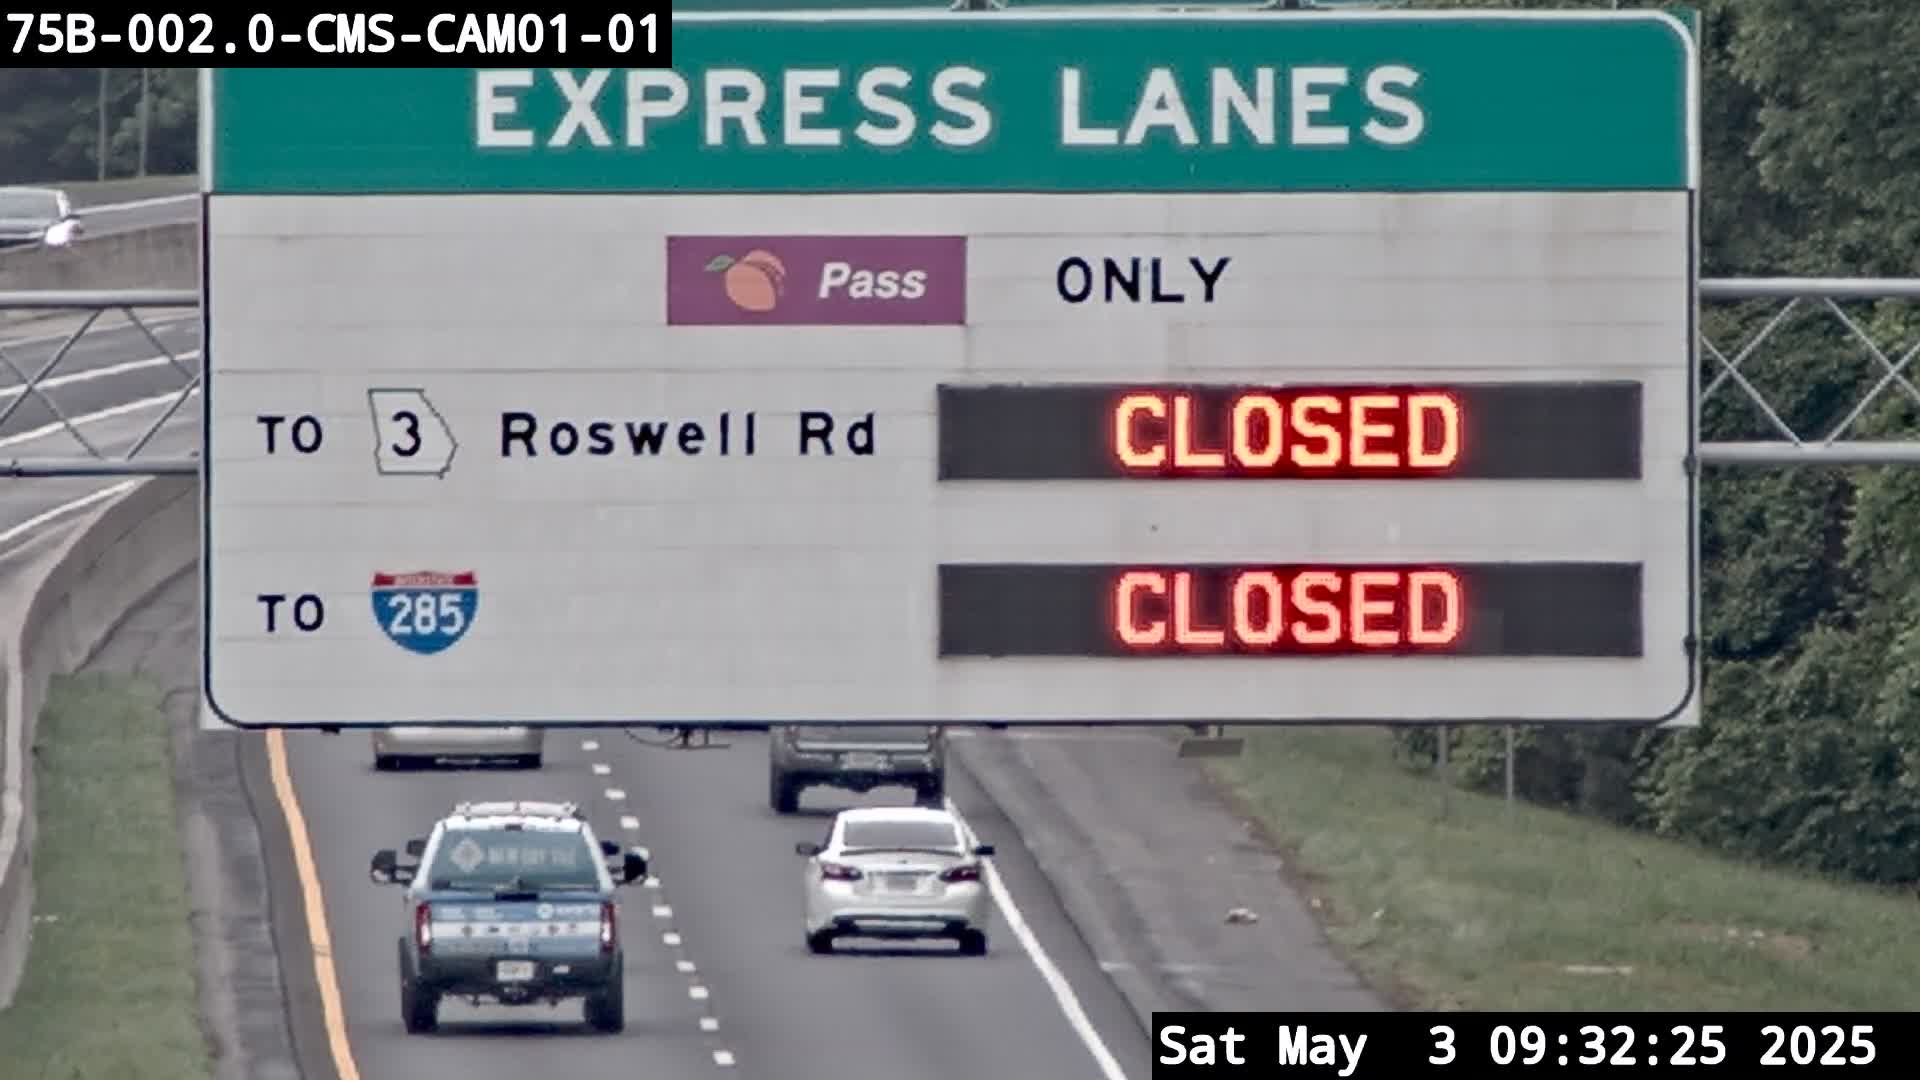 75B-002.0-CMS-CAM01-01
EXPRESS LANES
Pass ONLY
TO 3 Roswell Rd CLOSED
INTERSTATE
TO 285 CLOSED
Sat May 3 09:32:25 2025